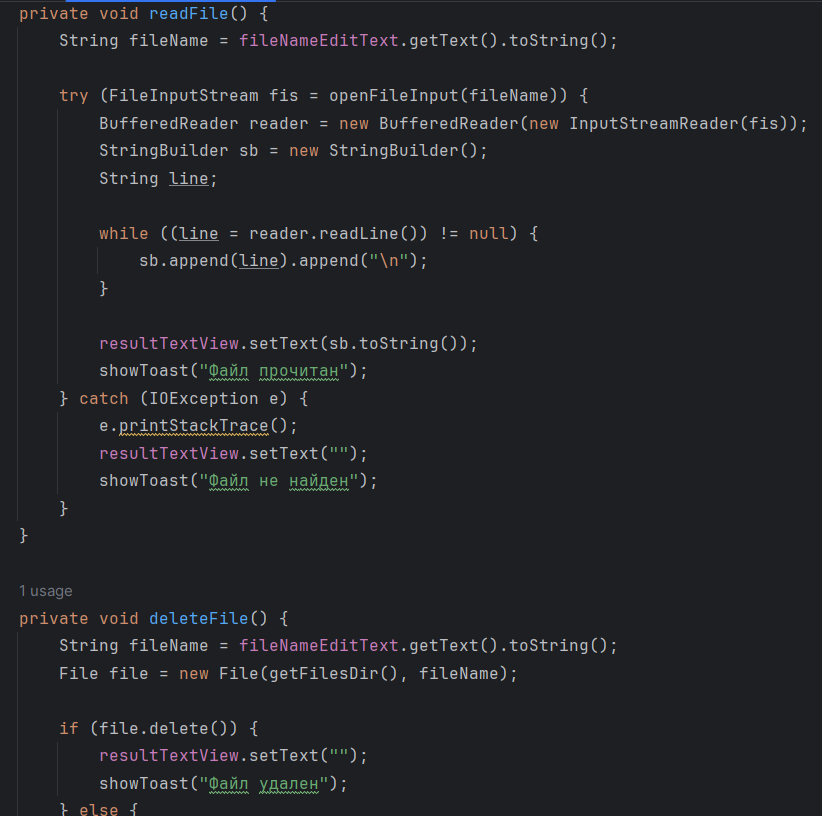 private void readFile() {
String fileName = fileNameEditText.getText().toString();
try (FileInputStream fis = openFileInput(fileName)) {
BufferedReader reader = new BufferedReader(new InputStreamReader(fis));
StringBuilder sb = new StringBuilder();
String line;
while ((line = reader.readLine()) != null) {
sb.append(line).append("\n");
}
resultTextView.setText(sb.toString());
showToast("Файл прочитан");
} catch (IOException e) {
e.printStackTrace();
resultTextView.setText("");
showToast("Файл не найден");
}
}
1 usage
private void deleteFile() {
String fileName = fileNameEditText.getText().toString();
File file = new File(getFilesDir(), fileName);
if (file.delete()) {
resultTextView.setText("");
showToast("Файл удален");
} else {